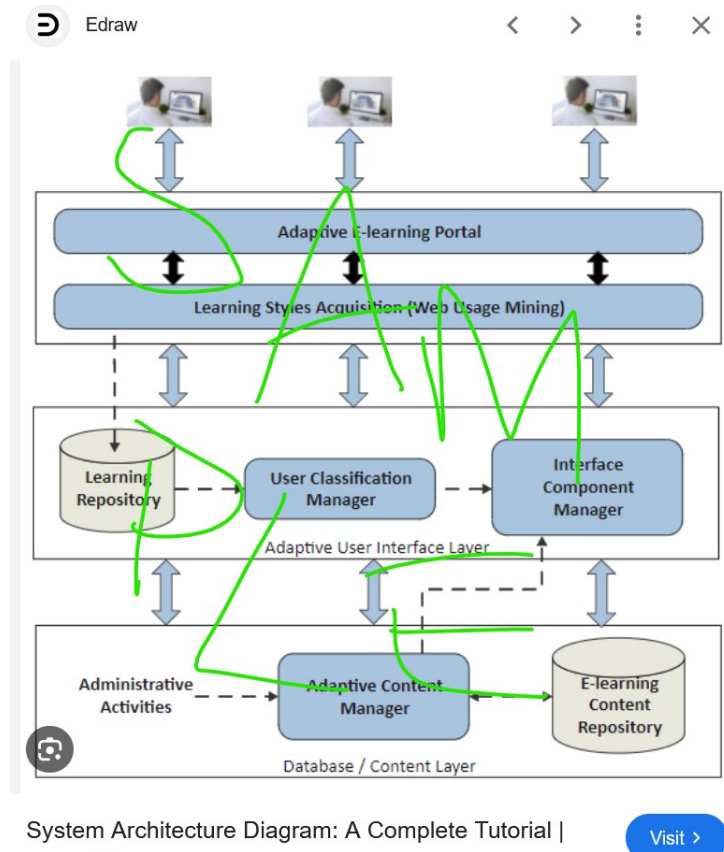 Edraw
Adaptive E-learning Portal
Learning Styles Acquisition (Web Usage Mining)
SAM
Learning
Repository
User Classification
Manager
Interface
Component
Manager
Adaptive User Interface Layer
PLE
Administrative
Activities
Adaptive Content
Manager
E-learning
Content
Repository
Database / Content Layer
System Architecture Diagram: A Complete Tutorial |
Visit >